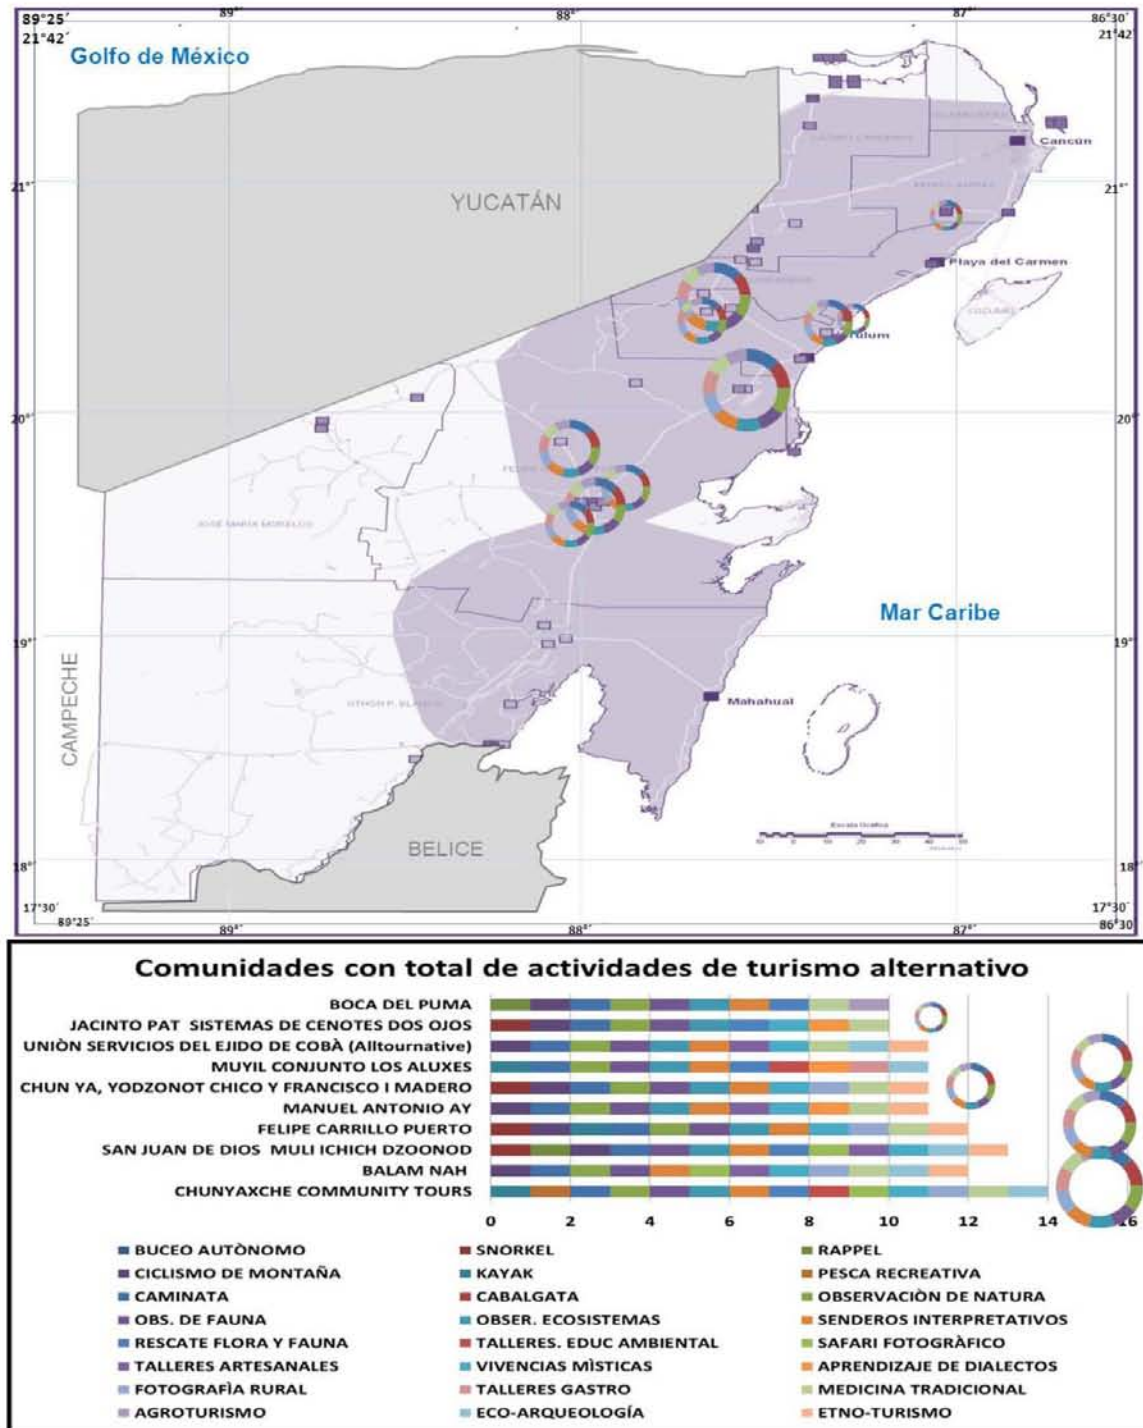 89°25´
89°´
88°´
87°´
86°30´
21°42´
21°42´
Golfo de México
Cancún
21°´
21°´
YUCATÁN
Playa del Carmen
COZUMEL
Tulum
20°´
20°´
JOSÉ MARÍA MORELOS
Mar Caribe
19°´
19°´
CAMPECHE
OTHON P. BLANCO
Mahahual
Escala Gráfica
BELICE
18°´
18°´
17°30´
17°30´
89°25´
89°´
88°´
87°´
86°30´
Comunidades con total de actividades de turismo alternativo
BOCA DEL PUMA
JACINTO PAT SISTEMAS DE CENOTES DOS OJOS
UNIÒN SERVICIOS DEL EJIDO DE COBÀ (Alltournative)
MUYIL CONJUNTO LOS ALUXES
CHUN YA, YODZONOT CHICO Y FRANCISCO I MADERO
MANUEL ANTONIO AY
FELIPE CARRILLO PUERTO
SAN JUAN DE DIOS MULI ICHICH DZOONOD
BALAM NAH
CHUNYAXCHE COMMUNITY TOURS
0 2 4 6 8 10 12 14 16
BUCEO AUTÒNOMO SNORKEL RAPPEL
CICLISMO DE MONTAÑA KAYAK PESCA RECREATIVA
CAMINATA CABALGATA OBSERVACIÒN DE NATURA
OBS. DE FAUNA OBSER. ECOSISTEMAS SENDEROS INTERPRETATIVOS
RESCATE FLORA Y FAUNA TALLERES. EDUC AMBIENTAL SAFARI FOTOGRÀFICO
TALLERES ARTESANALES VIVENCIAS MÌSTICAS APRENDIZAJE DE DIALECTOS
FOTOGRAFÌA RURAL TALLERES GASTRO MEDICINA TRADICIONAL
AGROTURISMO ECO-ARQUEOLOGÍA ETNO-TURISMO